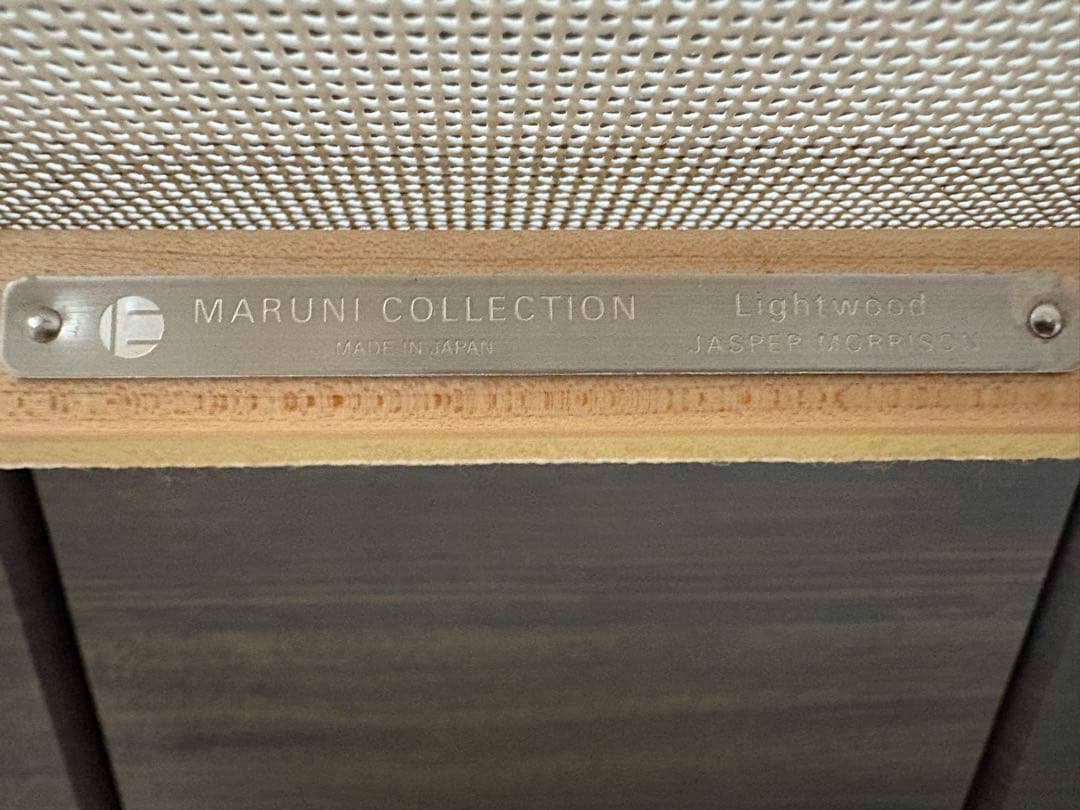 MARUNI COLLECTION
MADE IN JAPAN
Lightwood
JASPER MORRISON